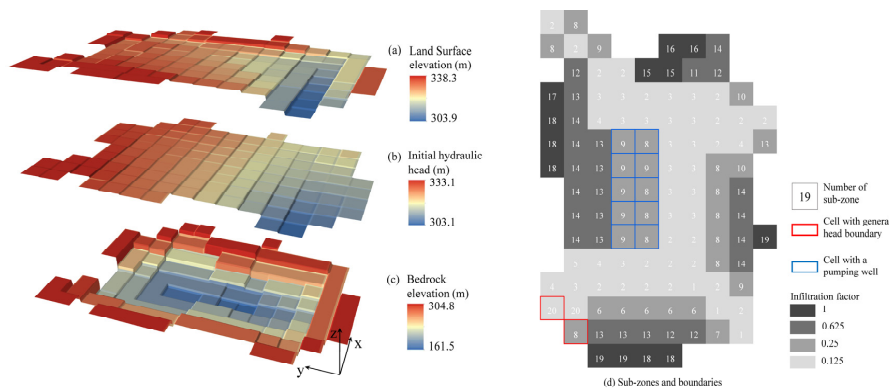 (a) Land Surface
elevation (m)
338.3
303.9
(b) Initial hydraulic
head (m)
333.1
303.1
(c) Bedrock
elevation (m)
304.8
161.5
z
x
y
2 8
8 2 9 16 16 14
12 2 2 15 15 11 12
17 13 3 3 2 3 3 2 10
18 14 4 3 3 3 3 2 2 2
18 14 13 9 8 3 3 2 4 13
18 14 13 9 9 3 3 8 10
14 13 9 9 3 3 8 14
14 13 9 8 3 3 8 14
14 13 9 8 3 2 2 8 14 19
5 4 3 2 2 2 8 14
4 3 2 2 2 2 2 1 2 9
20 20 6 6 6 6 6 1 2
8 13 13 12 12 7 1
19 19 18 18
19
Number of
sub-zone
Cell with genera
head boundary
Cell with a
pumping well
Infiltration factor
1
0.625
0.25
0.125
(d) Sub-zones and boundaries